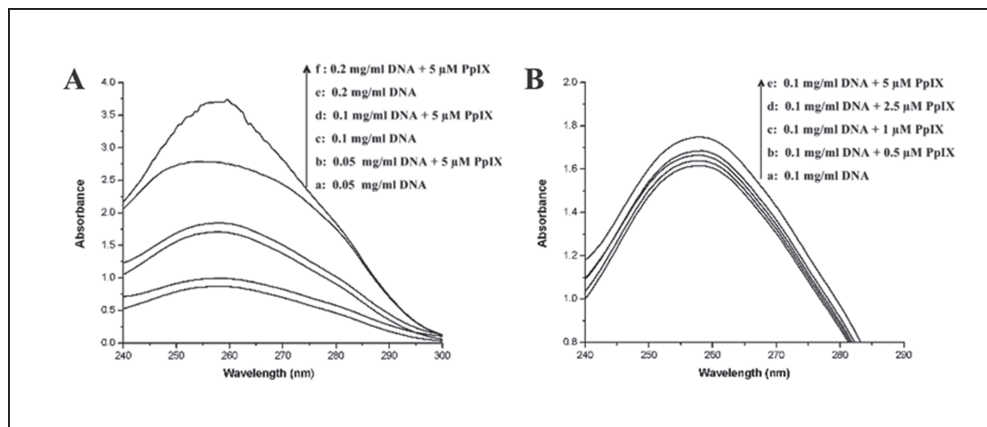 A
f : 0.2 mg/ml DNA + 5 µM PpIX
e: 0.2 mg/ml DNA
d: 0.1 mg/ml DNA + 5 µM PpIX
c: 0.1 mg/ml DNA
b: 0.05 mg/ml DNA + 5 µM PpIX
a: 0.05 mg/ml DNA
4.0
3.5
3.0
2.5
2.0
1.5
1.0
0.5
0.0
Absorbance
240 250 260 270 280 290 300
Wavelength (nm)
B
e: 0.1 mg/ml DNA + 5 µM PpIX
d: 0.1 mg/ml DNA + 2.5 µM PpIX
c: 0.1 mg/ml DNA + 1 µM PpIX
b: 0.1 mg/ml DNA + 0.5 µM PpIX
a: 0.1 mg/ml DNA
2.0
1.8
1.6
1.4
1.2
1.0
0.8
Absorbance
240 250 260 270 280 290
Wavelength (nm)